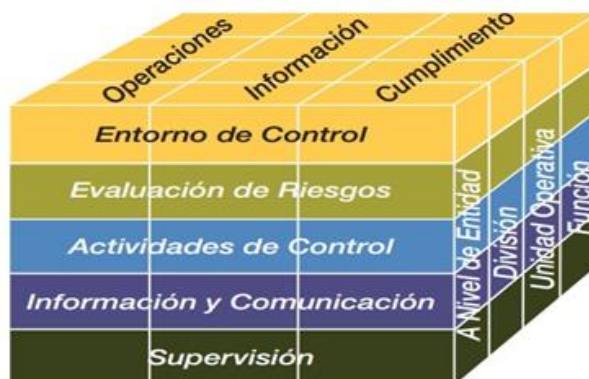 Operaciones
Información
Cumplimiento
Entorno de Control
Evaluación de Riesgos
Actividades de Control
Información y Comunicación
Supervisión
A Nivel de Entidad
División
Unidad Operativa
Función